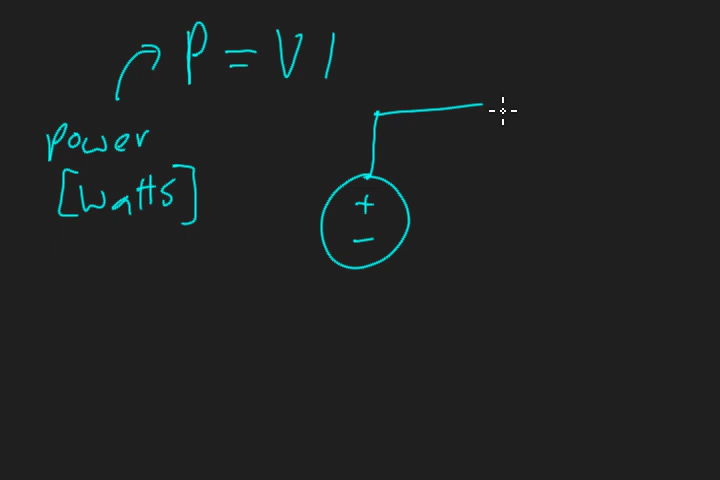 P = VI
power
[Watts]
+
−